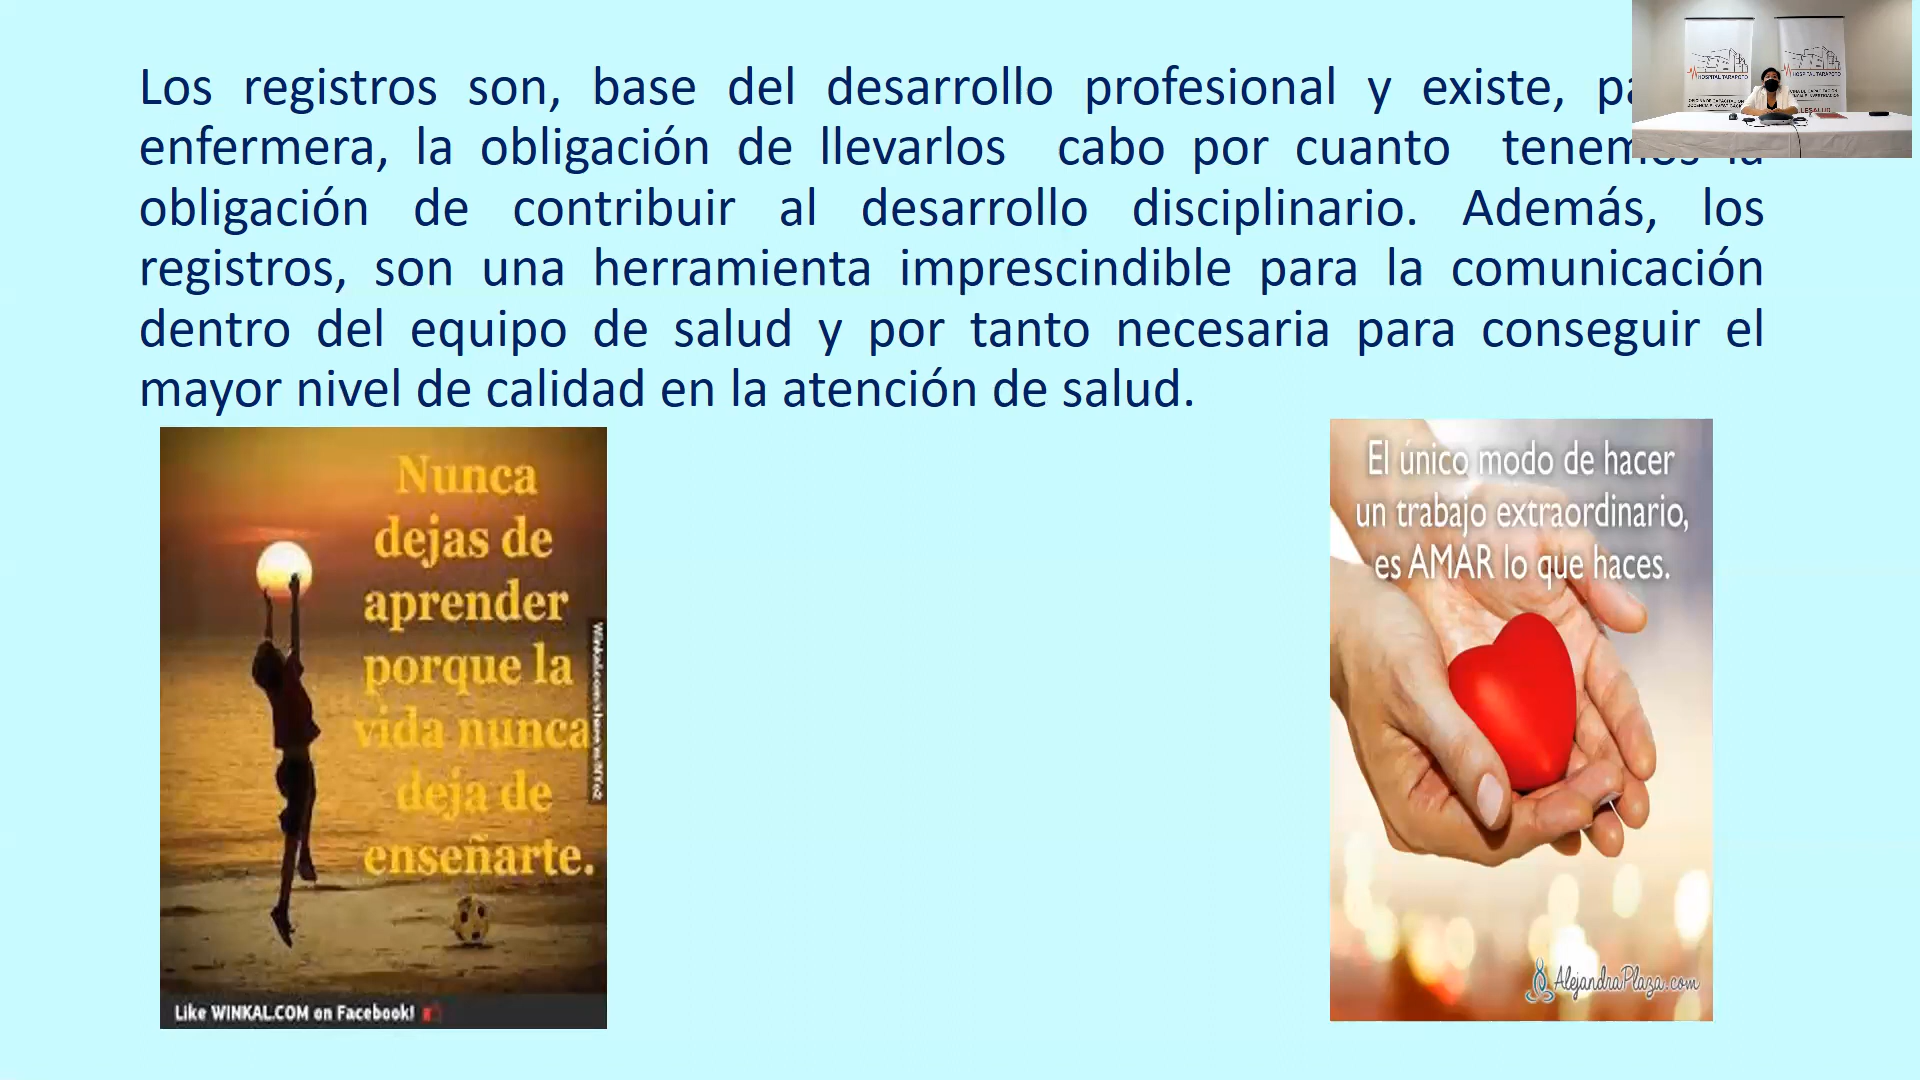 Los registros son, base del desarrollo profesional y existe,
enfermera, la obligación de llevarlos cabo por cuanto tenemos la
obligación de contribuir al desarrollo disciplinario. Además, los
registros, son una herramienta imprescindible para la comunicación
dentro del equipo de salud y por tanto necesaria para conseguir el
mayor nivel de calidad en la atención de salud.
HOSPITAL TARAPOTO
HOSPITAL TARAPOTO
Nunca
dejas de
aprender
porque la
vida nunca
deja de
enseñarte.
Like WINKAL.COM on Facebook!
El único modo de hacer
un trabajo extraordinario,
es AMAR lo que haces.
AlejandraPlaza.com